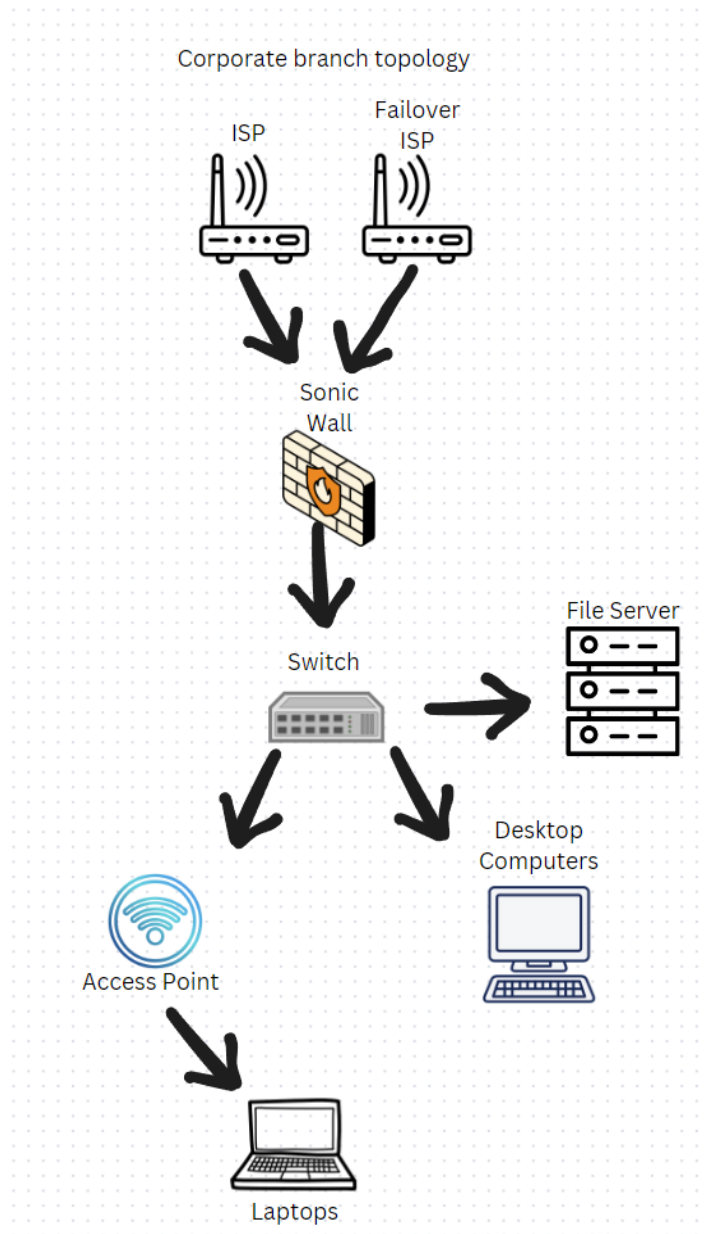 Corporate branch topology
ISP
Failover
ISP
Sonic
Wall
Switch
File Server
Desktop
Computers
Access Point
Laptops